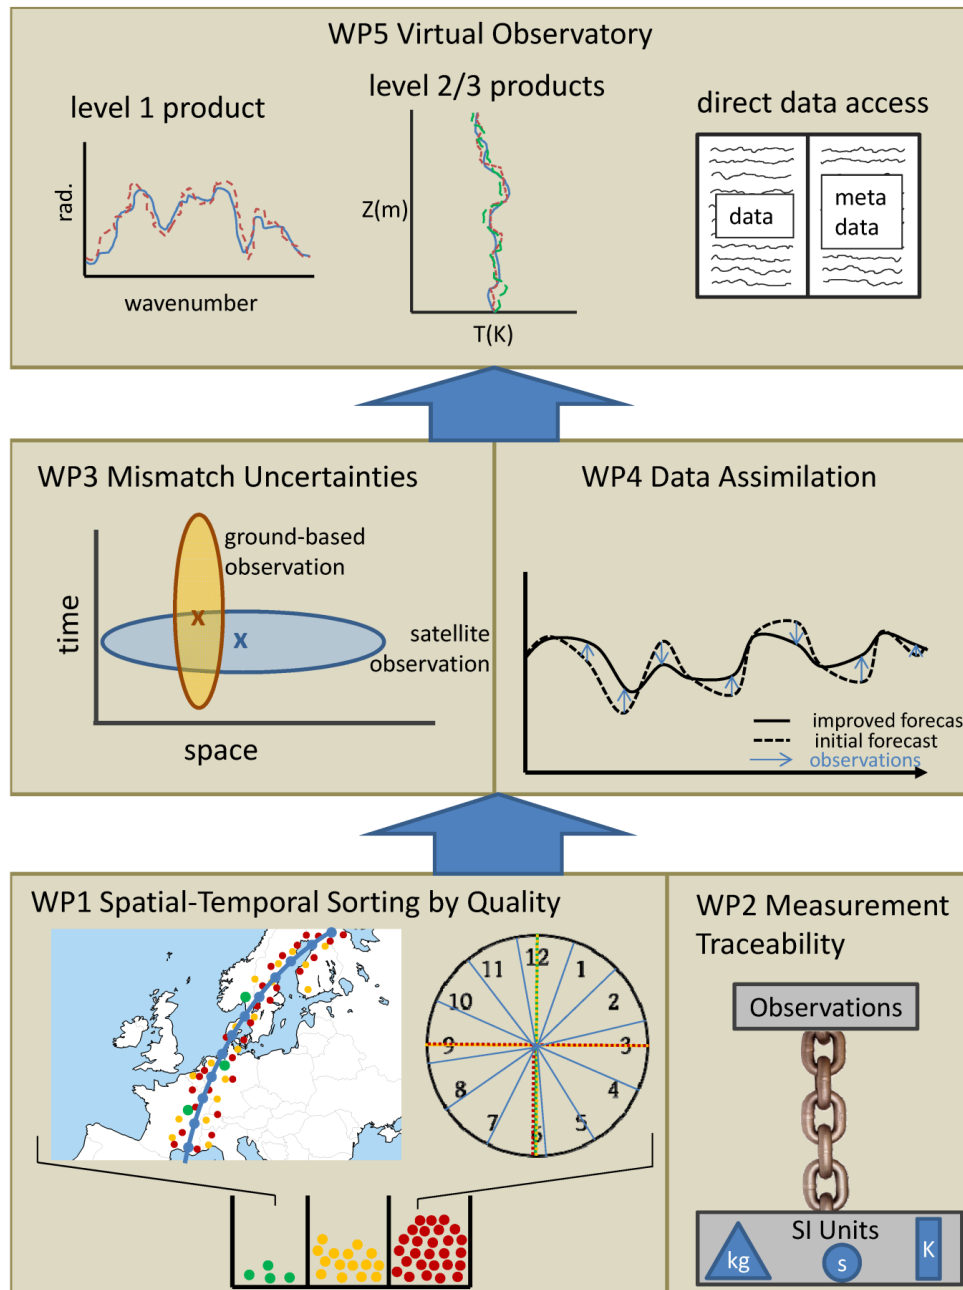 WP5 Virtual Observatory
level 1 product
level 2/3 products
direct data access
rad.
wavenumber
Z(m)
T(K)
data
meta
data
WP3 Mismatch Uncertainties
ground-based
observation
time
x
x
satellite
observation
space
WP4 Data Assimilation
improved forecas
initial forecast
observations
WP1 Spatial-Temporal Sorting by Quality
12
1
2
3
4
5
6
7
8
9
10
11
WP2 Measurement
Traceability
Observations
SI Units
kg
s
K